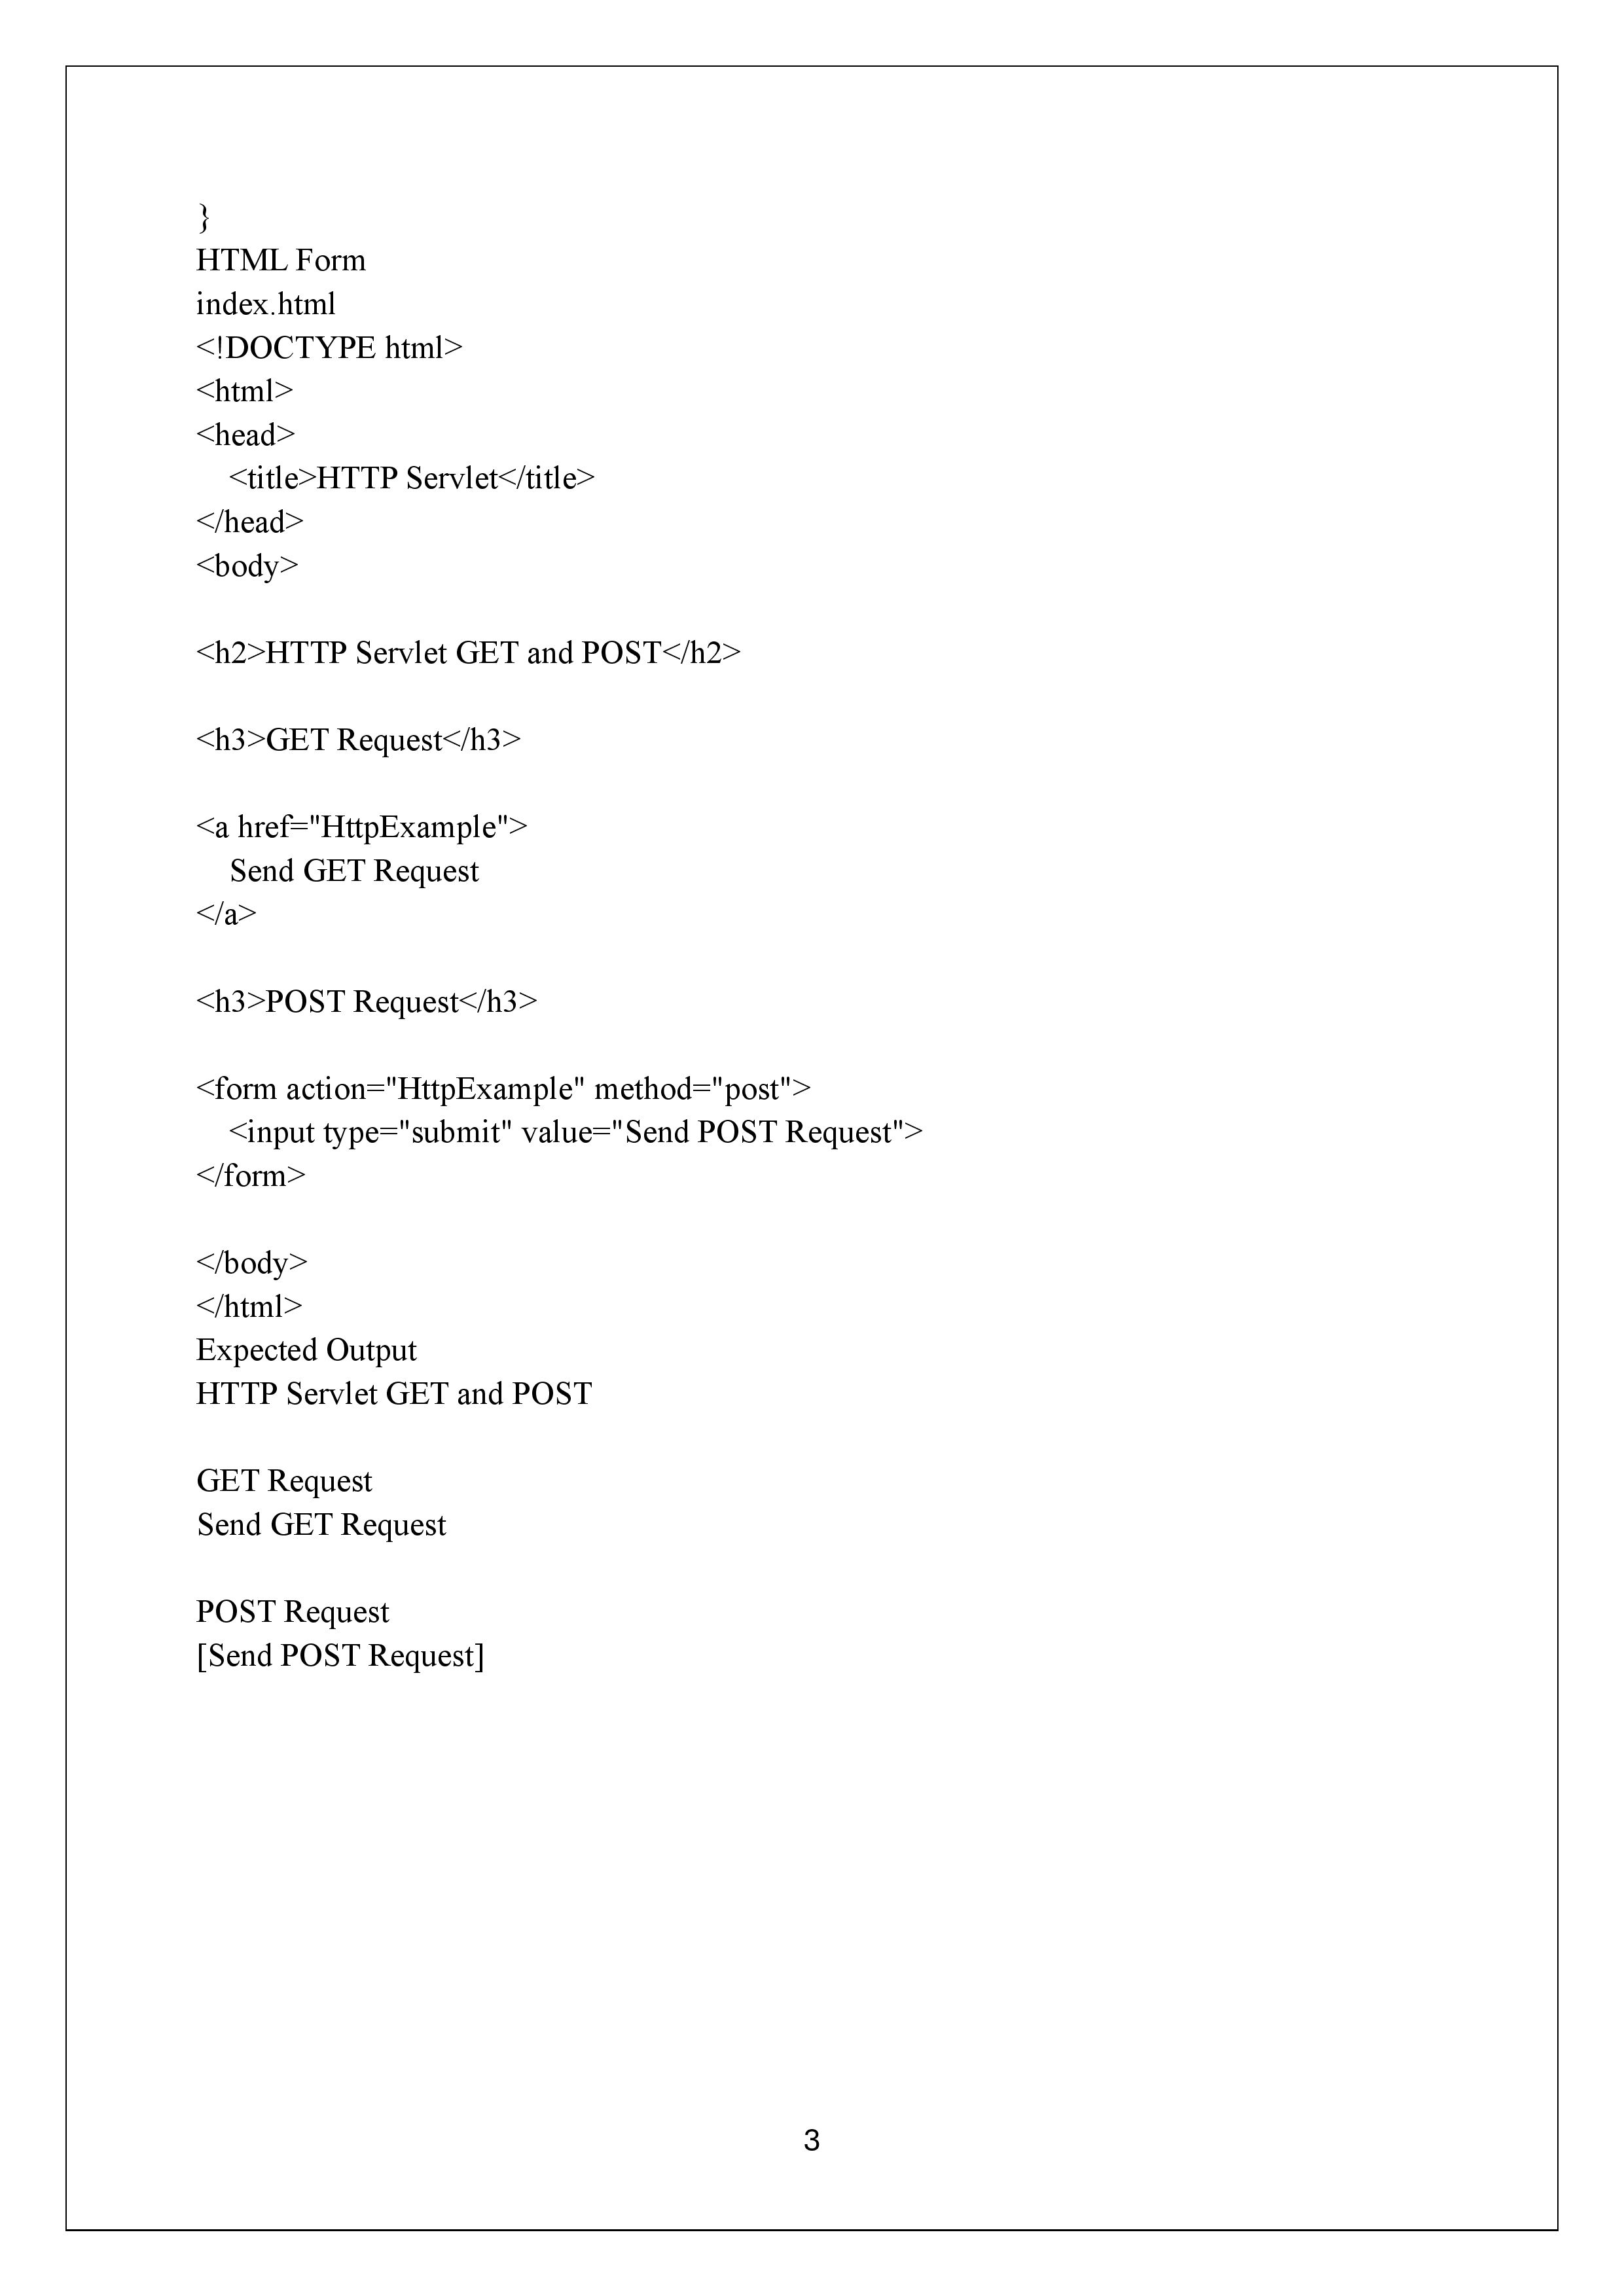 }
HTML Form
index.html
<!DOCTYPE html>
<html>
<head>
    <title>HTTP Servlet</title>
</head>
<body>

<h2>HTTP Servlet GET and POST</h2>

<h3>GET Request</h3>

<a href="HttpExample">
    Send GET Request
</a>

<h3>POST Request</h3>

<form action="HttpExample" method="post">
    <input type="submit" value="Send POST Request">
</form>

</body>
</html>
Expected Output
HTTP Servlet GET and POST

GET Request
Send GET Request

POST Request
[Send POST Request]
3